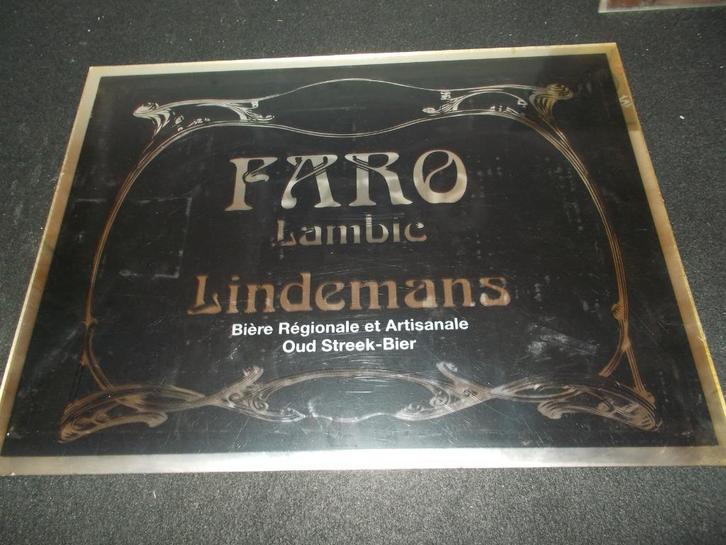 FARO
Lambic
Lindemans
Bière Régionale et Artisanale
Oud Streek-Bier